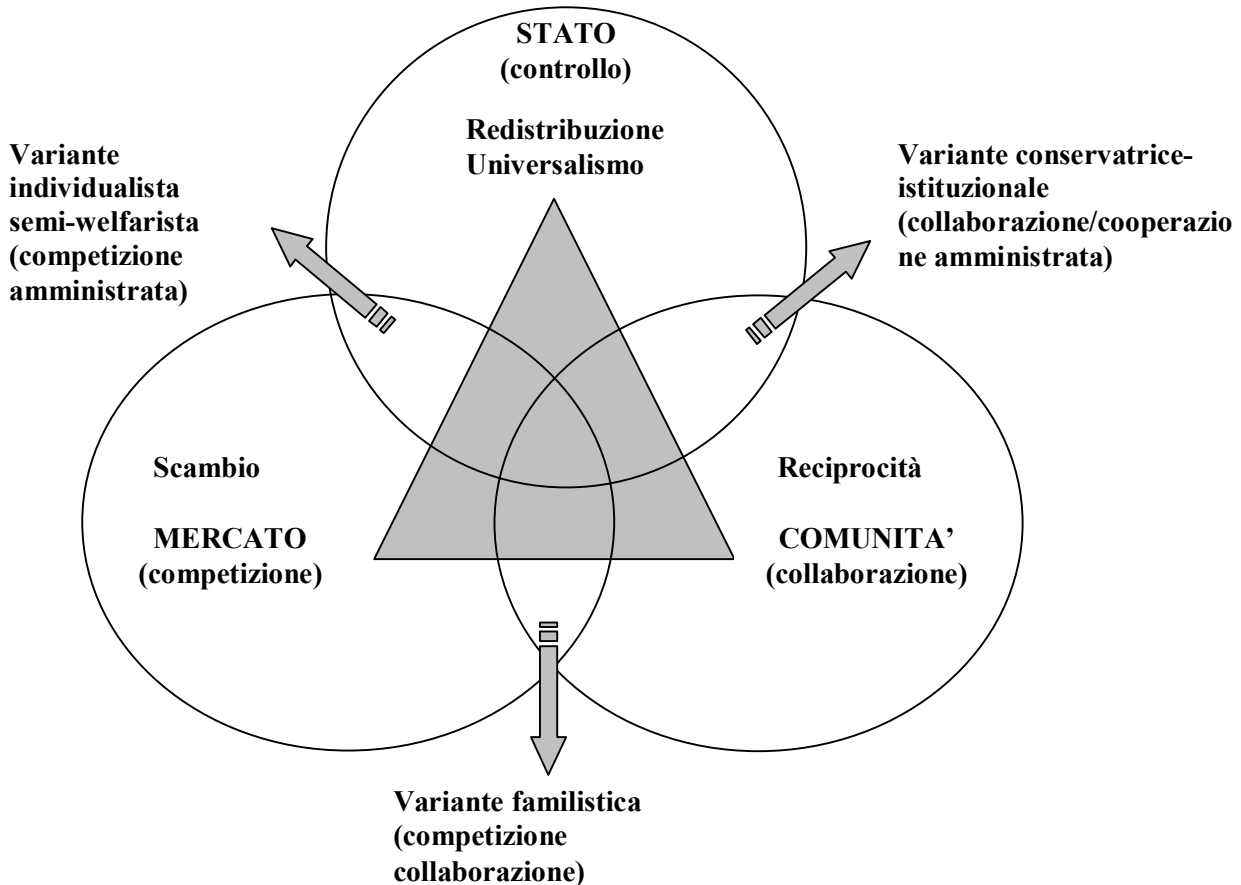 STATO
(controllo)
Redistribuzione
Universalismo
Variante
individualista
semi-welfarista
(competizione
amministrata)
Variante conservatrice-
istituzionale
(collaborazione/cooperazio
ne amministrata)
Scambio
MERCATO
(competizione)
Reciprocità
COMUNITA’
(collaborazione)
Variante familistica
(competizione
collaborazione)